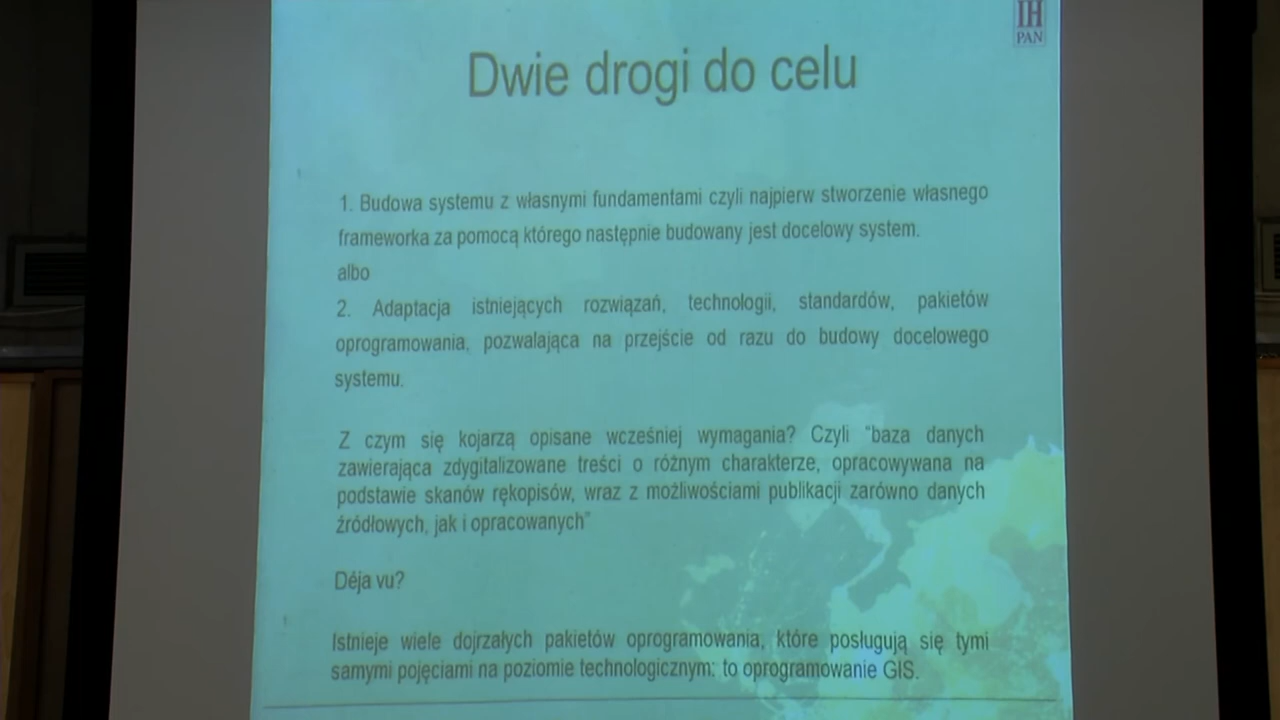 IH
PAN
Dwie drogi do celu
1. Budowa systemu z własnymi fundamentami czyli najpierw stworzenie własnego
frameworka za pomocą którego następnie budowany jest docelowy system.
albo
2. Adaptacja istniejących rozwiązań, technologii, standardów, pakietów
oprogramowania, pozwalająca na przejście od razu do budowy docelowego
systemu.
Z czym się kojarzą opisane wcześniej wymagania? Czyli "baza danych
zawierająca zdygitalizowane treści o różnym charakterze, opracowywana na
podstawie skanów rękopisów, wraz z możliwościami publikacji zarówno danych
źródłowych, jak i opracowanych"
Déja vu?
Istnieje wiele dojrzałych pakietów oprogramowania, które posługują się tymi
samymi pojęciami na poziomie technologicznym: to oprogramowanie GIS.